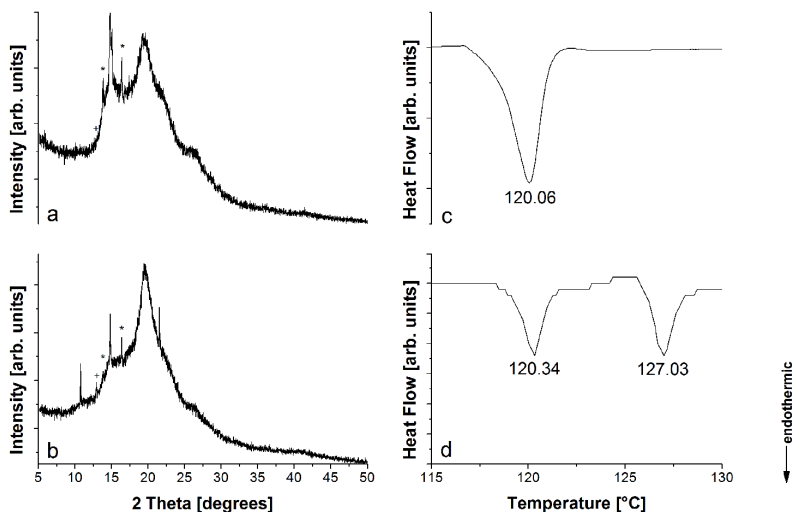 Intensity [arb. units]
*
*
+
a
Heat Flow [arb. units]
120.06
c
Intensity [arb. units]
*
*
+
b
5 10 15 20 25 30 35 40 45 50
2 Theta [degrees]
Heat Flow [arb. units]
120.34
127.03
d
115 120 125 130
Temperature [°C]
endothermic